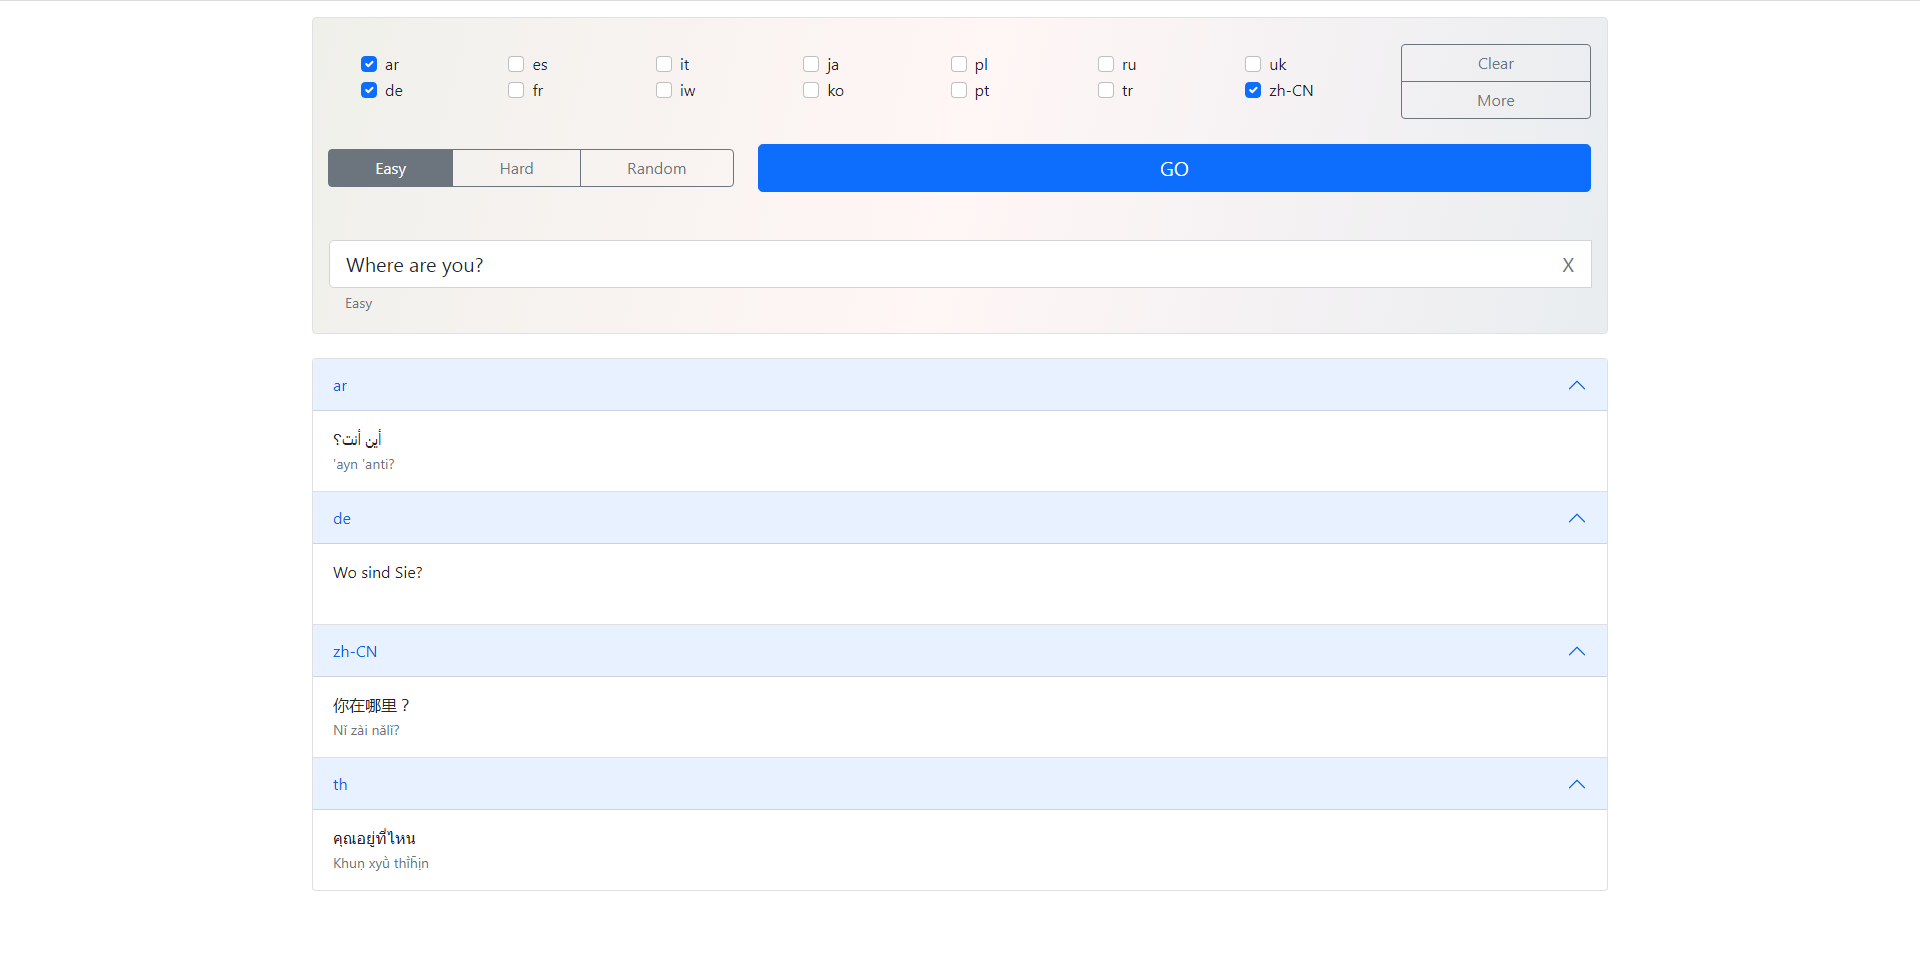 ar es it ja pl ru uk Clear
de fr iw ko pt tr zh-CN More
Easy Hard Random GO
Where are you? X
Easy
ar
أين أنت؟
'ayn 'anti?
de
Wo sind Sie?
zh-CN
你在哪里？
Nǐ zài nǎlǐ?
th
คุณอยู่ที่ไหน
Khuṇ xyū̀ thī̀h̄ịn